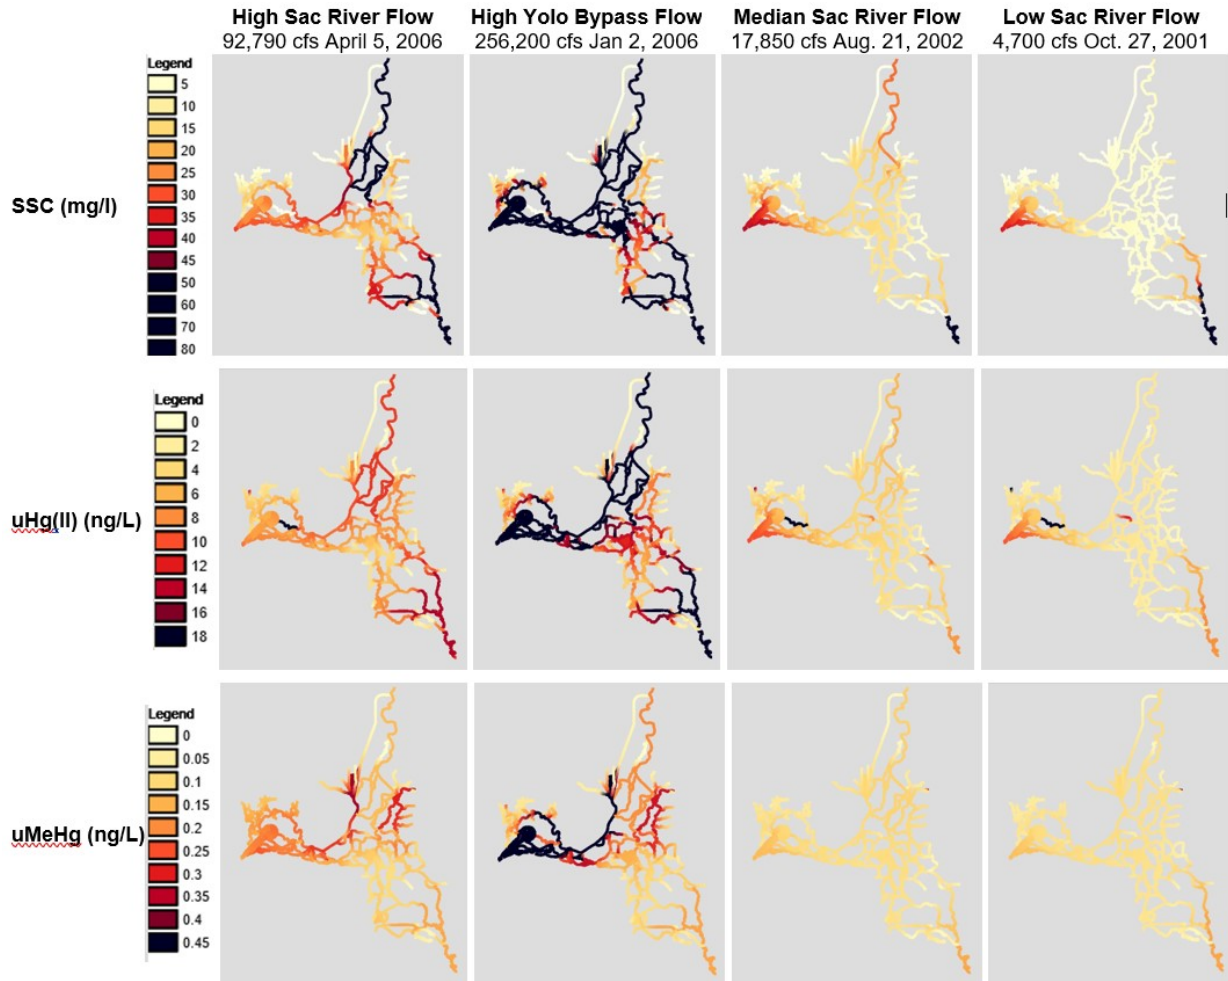 High Sac River Flow
92,790 cfs April 5, 2006
High Yolo Bypass Flow
256,200 cfs Jan 2, 2006
Median Sac River Flow
17,850 cfs Aug. 21, 2002
Low Sac River Flow
4,700 cfs Oct. 27, 2001
SSC (mg/l)
Legend
5
10
15
20
25
30
35
40
45
50
60
70
80
uHg(II) (ng/L)
Legend
0
2
4
6
8
10
12
14
16
18
uMeHg (ng/L)
Legend
0
0.05
0.1
0.15
0.2
0.25
0.3
0.35
0.4
0.45